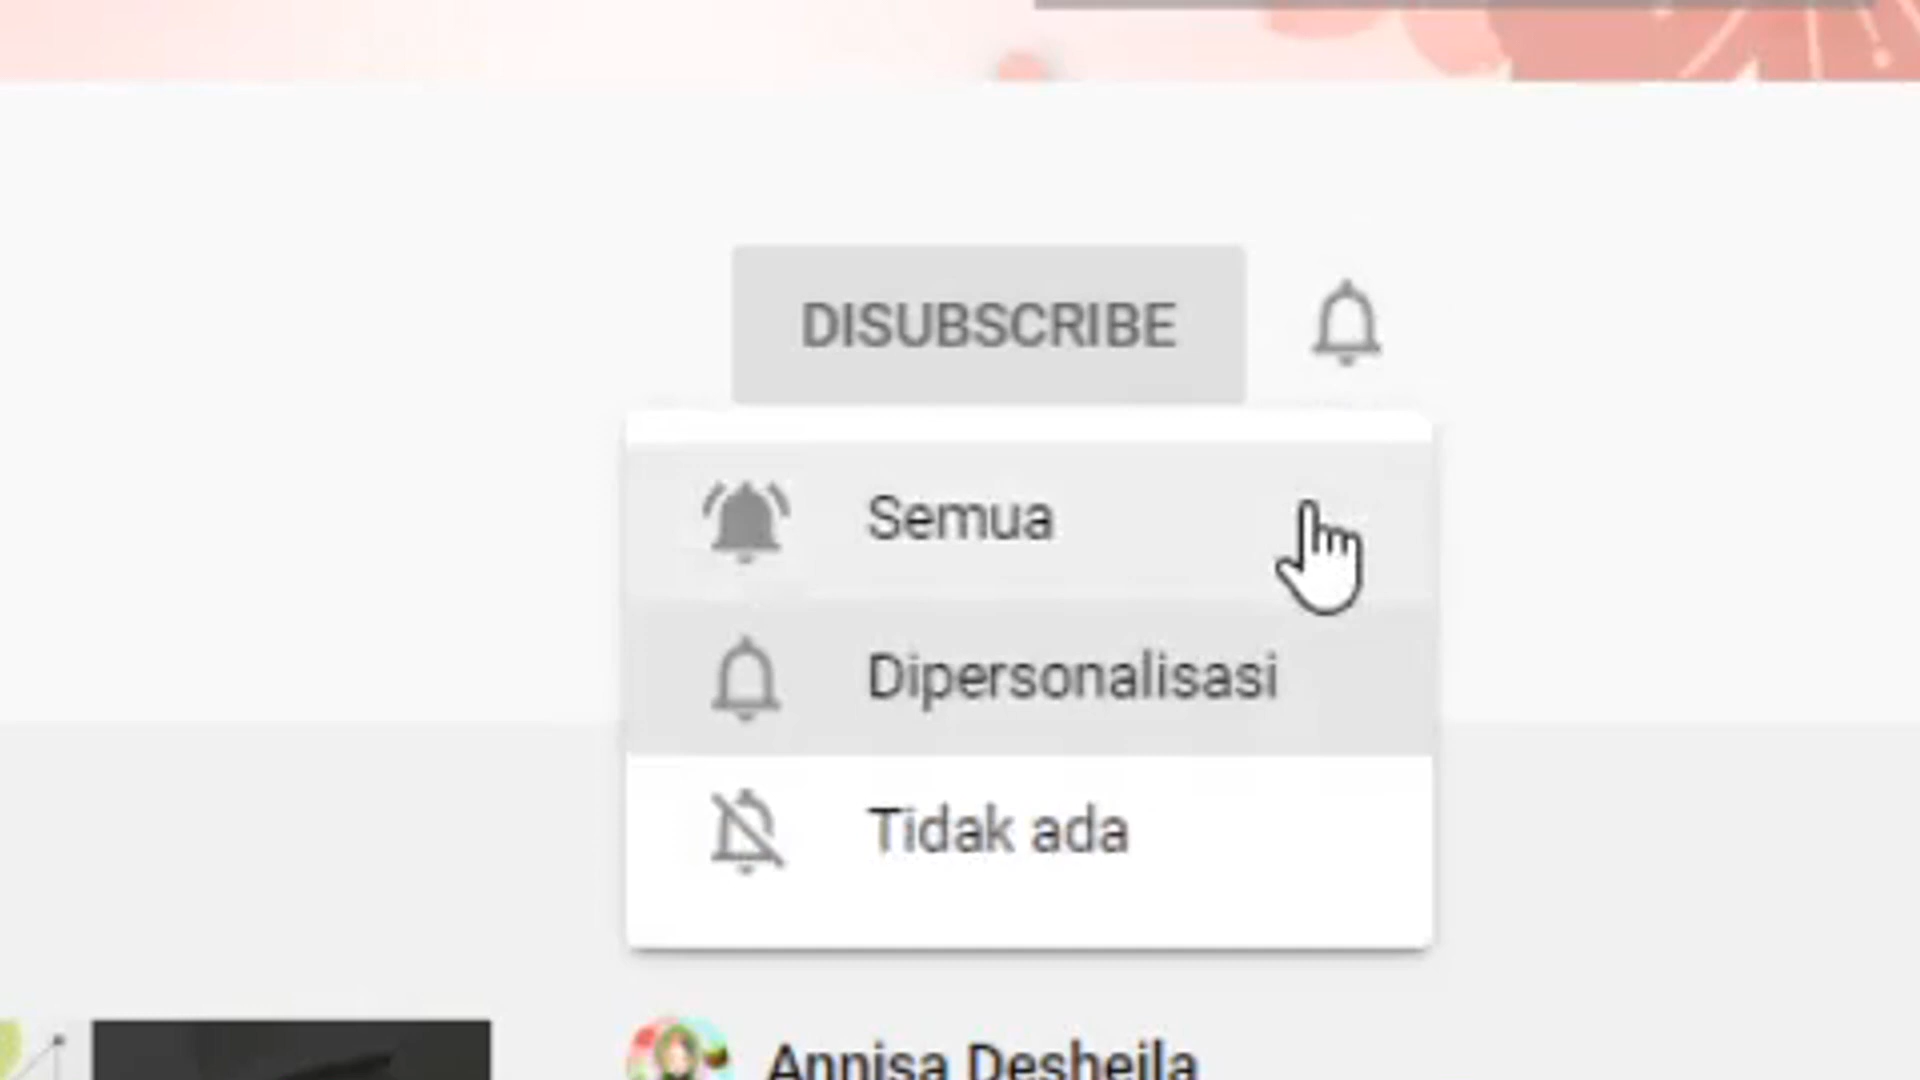 DISUBSCRIBE
Semua
Dipersonalisasi
Tidak ada
Annisa Desheila